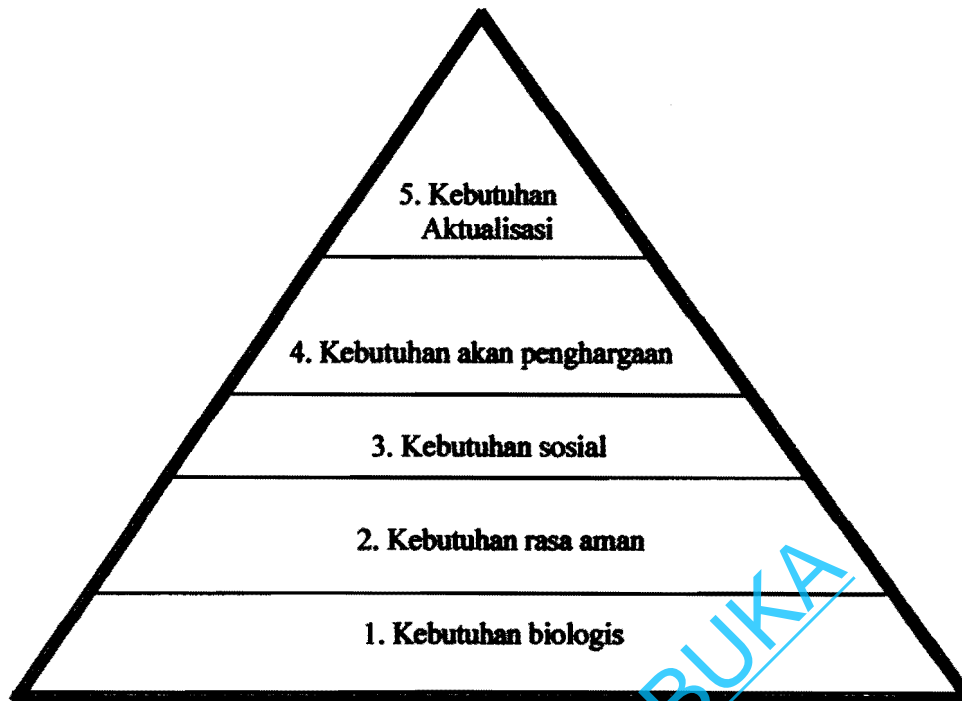 5. Kebutuhan
Aktualisasi
4. Kebutuhan akan penghargaan
3. Kebutuhan sosial
2. Kebutuhan rasa aman
1. Kebutuhan biologis
BUKA